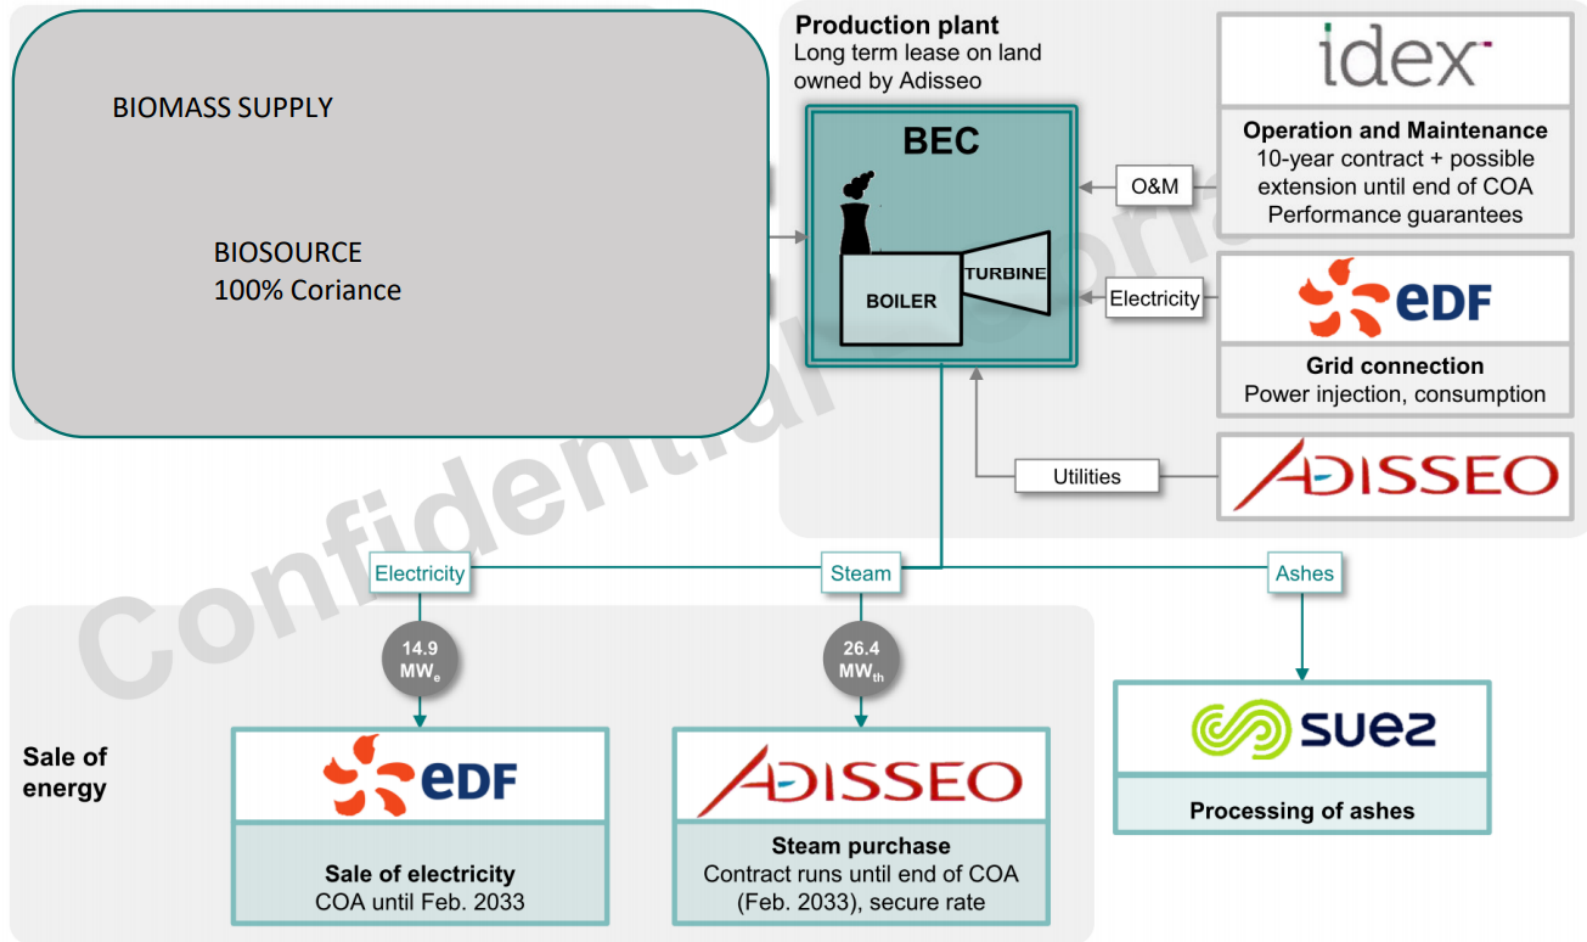 BIOMASS SUPPLY
BIOSOURCE
100% Coriance
Production plant
Long term lease on land
owned by Adisseo
BEC
BOILER
TURBINE
O&M
idex
Operation and Maintenance
10-year contract + possible
extension until end of COA
Performance guarantees
Electricity
eDF
Grid connection
Power injection, consumption
Utilities
ADISSEO
Confidential
Electricity
Steam
Ashes
14.9
MWe
26.4
MWth
Sale of
energy
eDF
Sale of electricity
COA until Feb. 2033
ADISSEO
Steam purchase
Contract runs until end of COA
(Feb. 2033), secure rate
suez
Processing of ashes